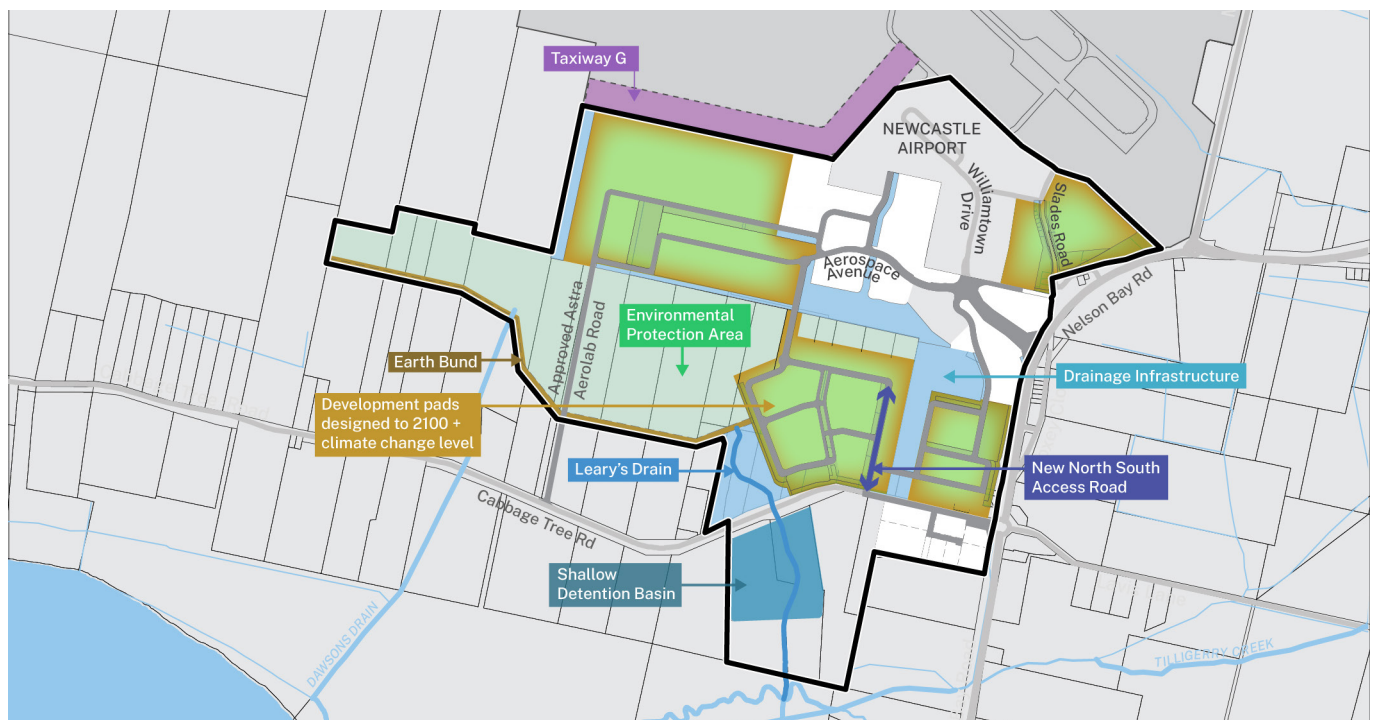 Taxiway G
NEWCASTLE
AIRPORT
Williamtown
Drive
Slades Road
Aerospace
Avenue
Nelson Bay Rd
Environmental
Protection Area
Approved Astra
Aerolab Road
Earth Bund
Drainage Infrastructure
Development pads
designed to 2100 +
climate change level
Leary's Drain
New North South
Access Road
Cabbage Tree Rd
Shallow
Detention Basin
DAWSONS DRAIN
TILLIGERRY CREEK